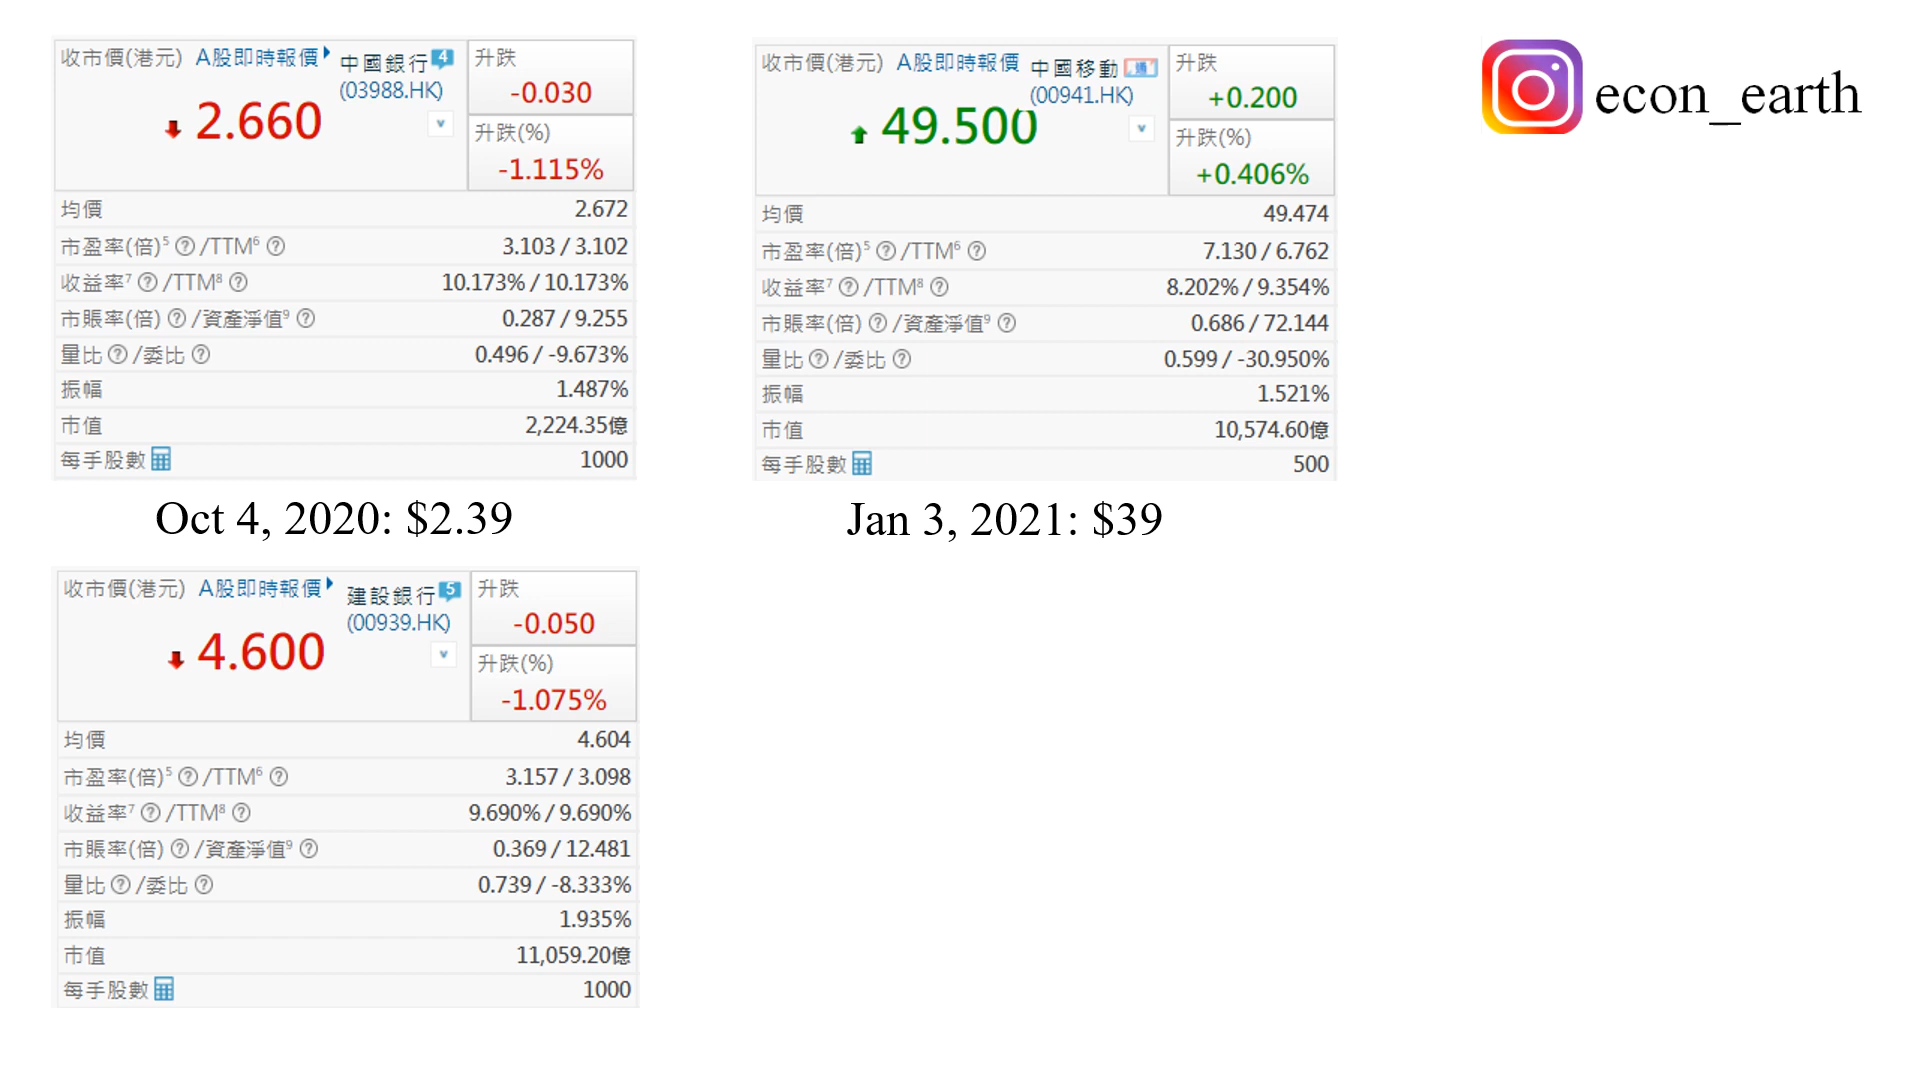 收市價(港元) A股即時報價 中國銀行 4
(03988.HK)
2.660
升跌
-0.030
升跌(%)
-1.115%
均價 2.672
市盈率(倍)5 /TTM6 3.103 / 3.102
收益率7 /TTM8 10.173% / 10.173%
市賬率(倍) /資產淨值9 0.287 / 9.255
量比 /委比 0.496 / -9.673%
振幅 1.487%
市值 2,224.35億
每手股數 1000
Oct 4, 2020: $2.39
收市價(港元) A股即時報價 中國移動
(00941.HK)
49.500
升跌
+0.200
升跌(%)
+0.406%
均價 49.474
市盈率(倍)5 /TTM6 7.130 / 6.762
收益率7 /TTM8 8.202% / 9.354%
市賬率(倍) /資產淨值9 0.686 / 72.144
量比 /委比 0.599 / -30.950%
振幅 1.521%
市值 10,574.60億
每手股數 500
Jan 3, 2021: $39
econ_earth
收市價(港元) A股即時報價 建設銀行 5
(00939.HK)
4.600
升跌
-0.050
升跌(%)
-1.075%
均價 4.604
市盈率(倍)5 /TTM6 3.157 / 3.098
收益率7 /TTM8 9.690% / 9.690%
市賬率(倍) /資產淨值9 0.369 / 12.481
量比 /委比 0.739 / -8.333%
振幅 1.935%
市值 11,059.20億
每手股數 1000